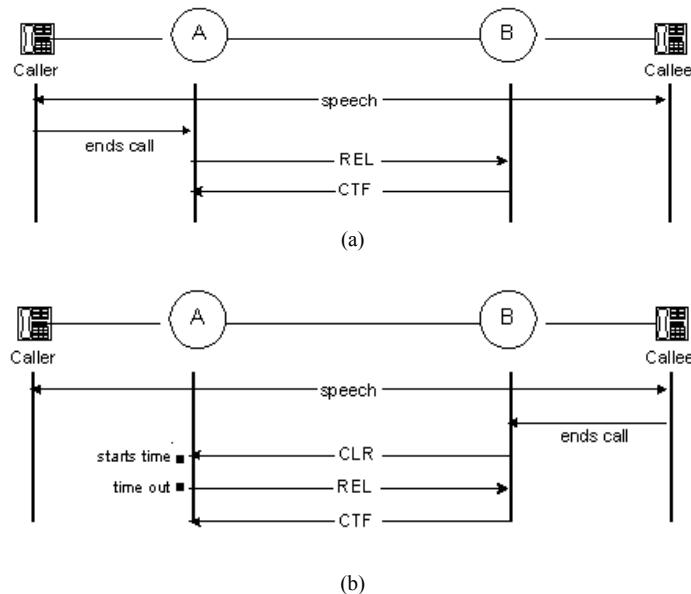 A
B
Caller
Callee
speech
ends call
REL
CTF
(a)
A
B
Caller
Callee
speech
ends call
starts time
CLR
time out
REL
CTF
(b)